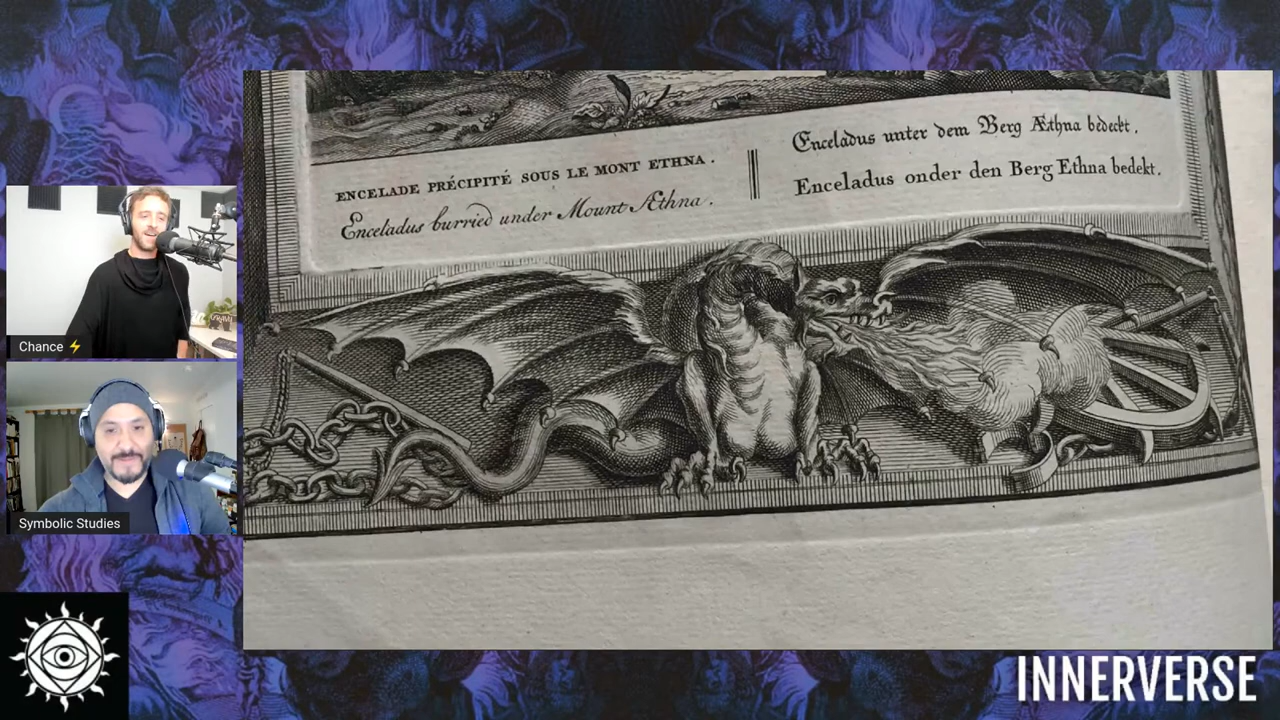 ENCELADE PRÉCIPITÉ SOUS LE MONT ETHNA.
Enceladus burried under Mount Æthna.
Enceladus unter dem Berg Æthna bedeckt.
Enceladus onder den Berg Ethna bedekt.
Chance ⚡
Symbolic Studies
INNERVERSE